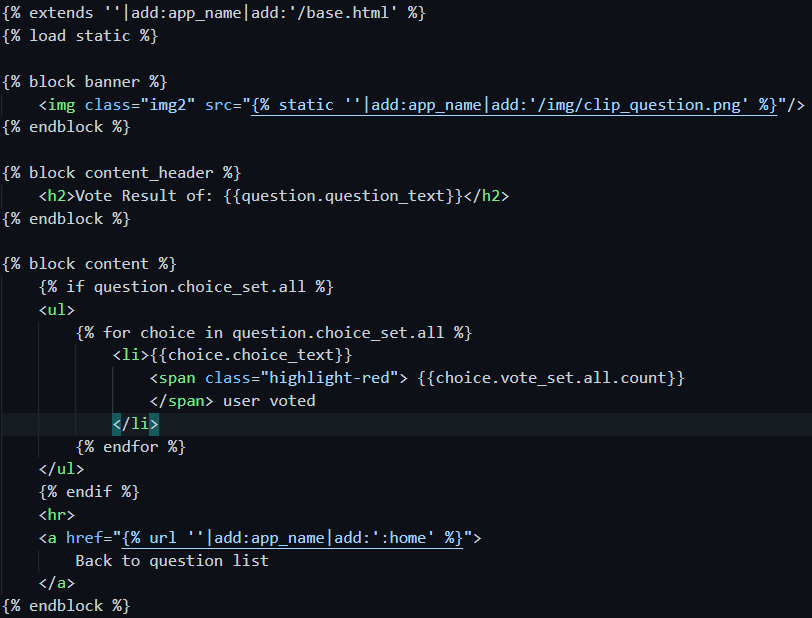 {% extends ''|add:app_name|add:'/base.html' %}
{% load static %}

{% block banner %}
    <img class="img2" src="{% static ''|add:app_name|add:'/img/clip_question.png' %}"/>
{% endblock %}

{% block content_header %}
    <h2>Vote Result of: {{question.question_text}}</h2>
{% endblock %}

{% block content %}
    {% if question.choice_set.all %}
    <ul>
        {% for choice in question.choice_set.all %}
            <li>{{choice.choice_text}}
                <span class="highlight-red"> {{choice.vote_set.all.count}}
                </span> user voted
            </li>
        {% endfor %}
    </ul>
    {% endif %}
    <hr>
    <a href="{% url ''|add:app_name|add:':home' %}">
        Back to question list
    </a>
{% endblock %}